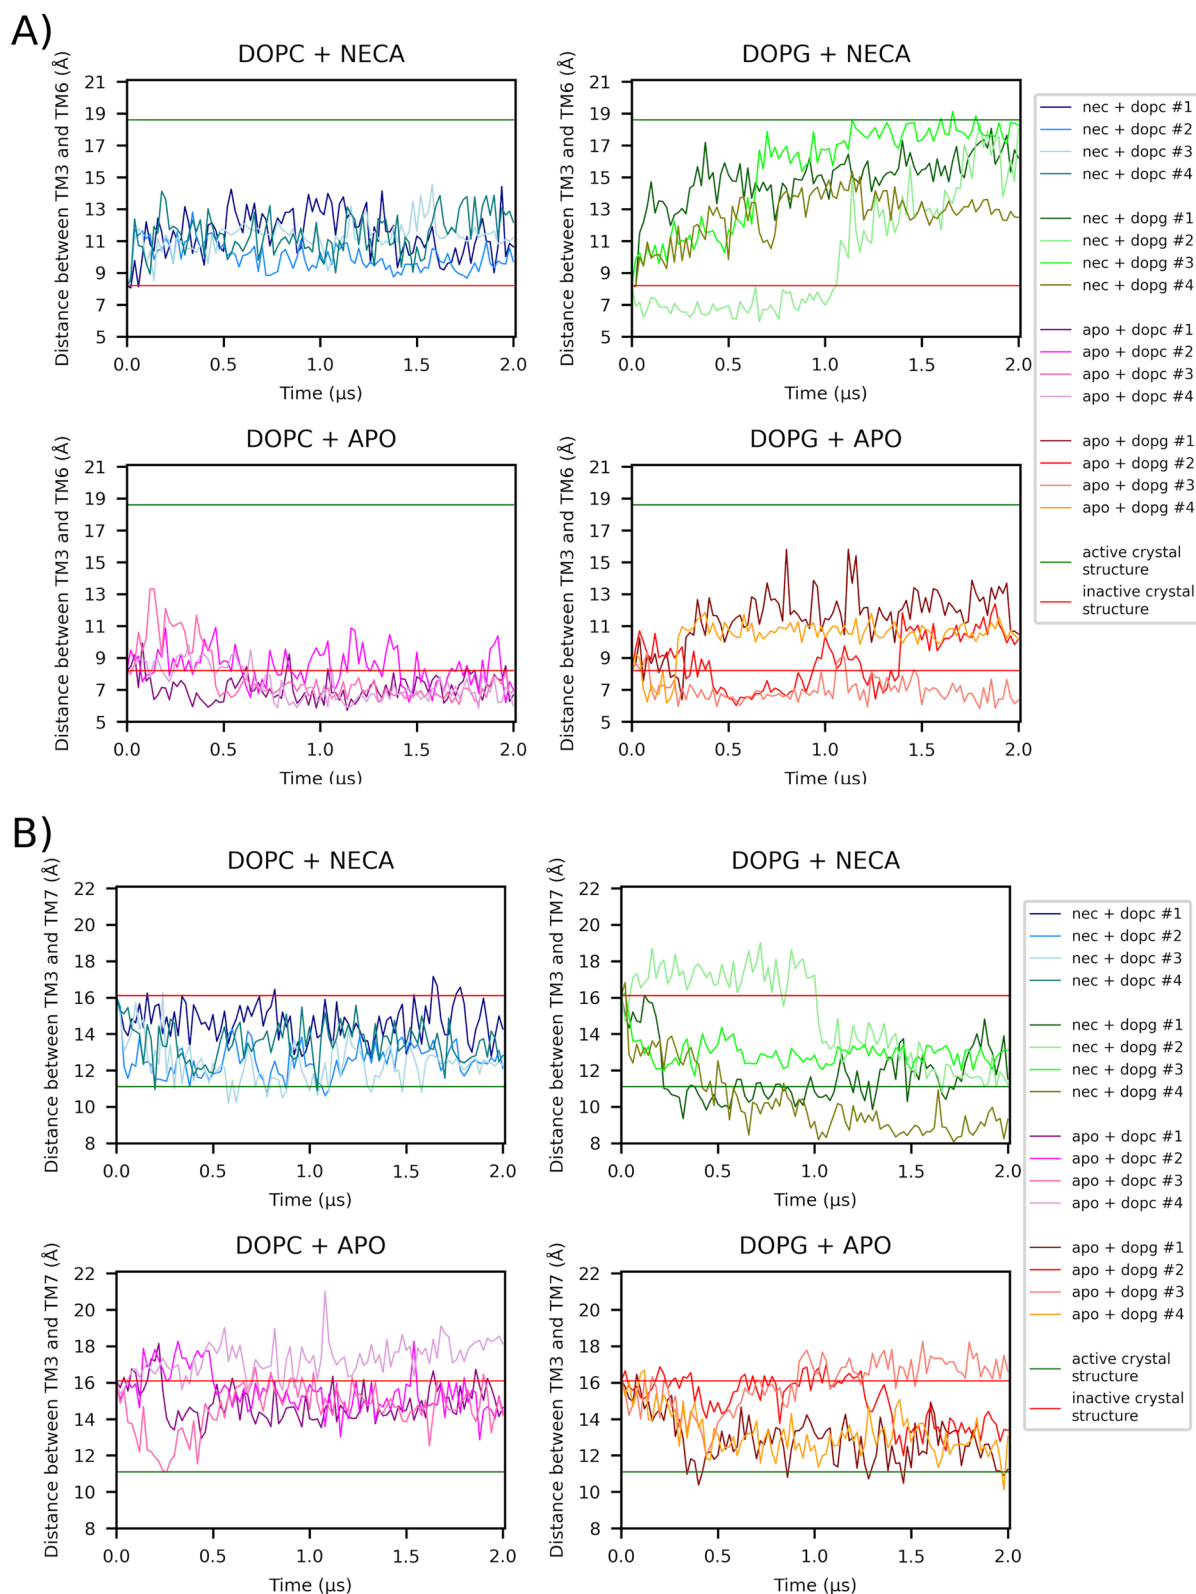 A)
DOPC + NECA
DOPG + NECA
Distance between TM3 and TM6 (Å)
21
19
17
15
13
11
9
7
5
0.0 0.5 1.0 1.5 2.0
Time (μs)
Distance between TM3 and TM6 (Å)
21
19
17
15
13
11
9
7
5
0.0 0.5 1.0 1.5 2.0
Time (μs)
DOPC + APO
DOPG + APO
Distance between TM3 and TM6 (Å)
21
19
17
15
13
11
9
7
5
0.0 0.5 1.0 1.5 2.0
Time (μs)
Distance between TM3 and TM6 (Å)
21
19
17
15
13
11
9
7
5
0.0 0.5 1.0 1.5 2.0
Time (μs)
nec + dopc #1
nec + dopc #2
nec + dopc #3
nec + dopc #4
nec + dopg #1
nec + dopg #2
nec + dopg #3
nec + dopg #4
apo + dopc #1
apo + dopc #2
apo + dopc #3
apo + dopc #4
apo + dopg #1
apo + dopg #2
apo + dopg #3
apo + dopg #4
active crystal
structure
inactive crystal
structure
B)
DOPC + NECA
DOPG + NECA
Distance between TM3 and TM7 (Å)
22
20
18
16
14
12
10
8
0.0 0.5 1.0 1.5 2.0
Time (μs)
Distance between TM3 and TM7 (Å)
22
20
18
16
14
12
10
8
0.0 0.5 1.0 1.5 2.0
Time (μs)
DOPC + APO
DOPG + APO
Distance between TM3 and TM7 (Å)
22
20
18
16
14
12
10
8
0.0 0.5 1.0 1.5 2.0
Time (μs)
Distance between TM3 and TM7 (Å)
22
20
18
16
14
12
10
8
0.0 0.5 1.0 1.5 2.0
Time (μs)
nec + dopc #1
nec + dopc #2
nec + dopc #3
nec + dopc #4
nec + dopg #1
nec + dopg #2
nec + dopg #3
nec + dopg #4
apo + dopc #1
apo + dopc #2
apo + dopc #3
apo + dopc #4
apo + dopg #1
apo + dopg #2
apo + dopg #3
apo + dopg #4
active crystal
structure
inactive crystal
structure